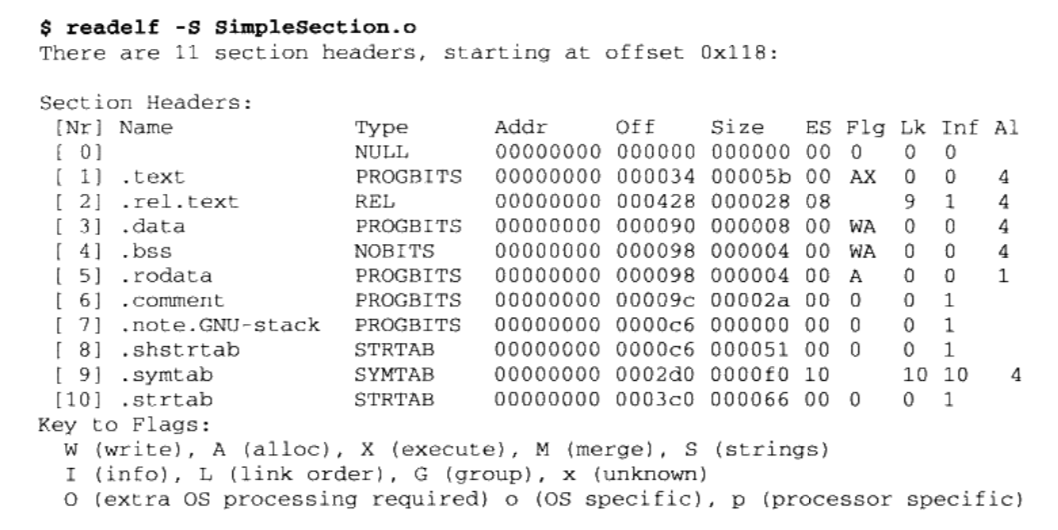 $ readelf -S SimpleSection.o
There are 11 section headers, starting at offset 0x118:
Section Headers:
[Nr] Name Type Addr Off Size ES Flg Lk Inf Al
[ 0] NULL 00000000 000000 000000 00 0 0 0
[ 1] .text PROGBITS 00000000 000034 00005b 00 AX 0 0 4
[ 2] .rel.text REL 00000000 000428 000028 08 9 1 4
[ 3] .data PROGBITS 00000000 000090 000008 00 WA 0 0 4
[ 4] .bss NOBITS 00000000 000098 000004 00 WA 0 0 4
[ 5] .rodata PROGBITS 00000000 000098 000004 00 A 0 0 1
[ 6] .comment PROGBITS 00000000 00009c 00002a 00 0 0 1
[ 7] .note.GNU-stack PROGBITS 00000000 0000c6 000000 00 0 0 1
[ 8] .shstrtab STRTAB 00000000 0000c6 000051 00 0 0 1
[ 9] .symtab SYMTAB 00000000 0002d0 0000f0 10 10 10 4
[10] .strtab STRTAB 00000000 0003c0 000066 00 0 0 1
Key to Flags:
W (write), A (alloc), X (execute), M (merge), S (strings)
I (info), L (link order), G (group), x (unknown)
O (extra OS processing required) o (OS specific), p (processor specific)